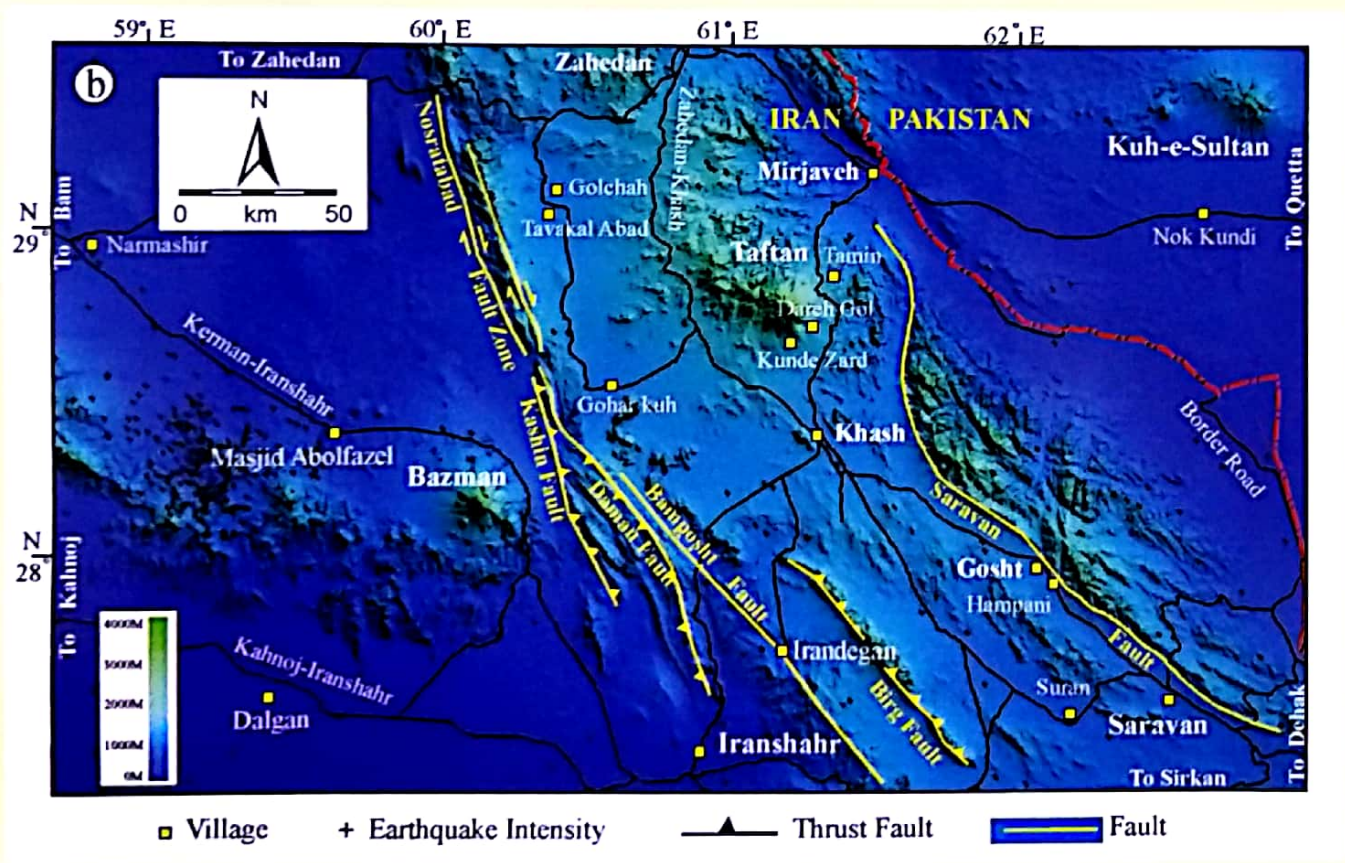 59° E
60° E
61° E
62° E
b
To Zahedan
Zahedan
N
0 km 50
Nosratabad
Fault Zone
Zahedan-Khash
IRAN
PAKISTAN
Kuh-e-Sultan
Mirjaveh
To Bam
To Quetta
N
29°
Narmashir
Golchah
Tavakal Abad
Nok Kundi
Taftan
Tamin
Dareh Gol
Kunde Zard
Kerman-Iranshahr
Gohar kuh
Khash
Border Road
Masjid Abolfazel
Bazman
Kashin Fault
Daman Fault
Bamposht Fault
Saravan
Fault
N
28°
To Kahnoj
Gosht
Hampani
4000M
3000M
2000M
1000M
0M
Kahnoj-Iranshahr
Dalgan
Irandegan
Birg Fault
Suran
Saravan
Iranshahr
To Sirkan
To Dehak
Village
Earthquake Intensity
Thrust Fault
Fault